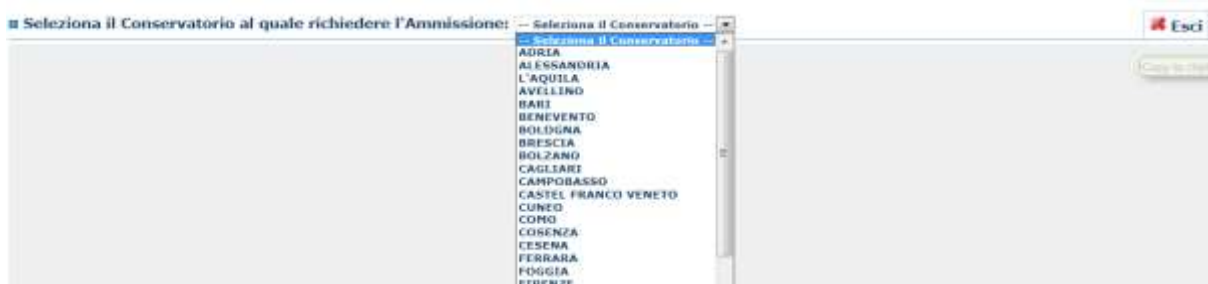 Seleziona il Conservatorio al quale richiedere l'Ammissione: -- Seleziona il Conservatorio -- Esci
-- Seleziona il Conservatorio --
ADRIA
ALESSANDRIA
L'AQUILA
AVELLINO
BARI
BENEVENTO
BOLOGNA
BRESCIA
BOLZANO
CAGLIARI
CAMPOBASSO
CASTEL FRANCO VENETO
CUNEO
COMO
COSENZA
CESENA
FERRARA
FOGGIA
FIRENZE